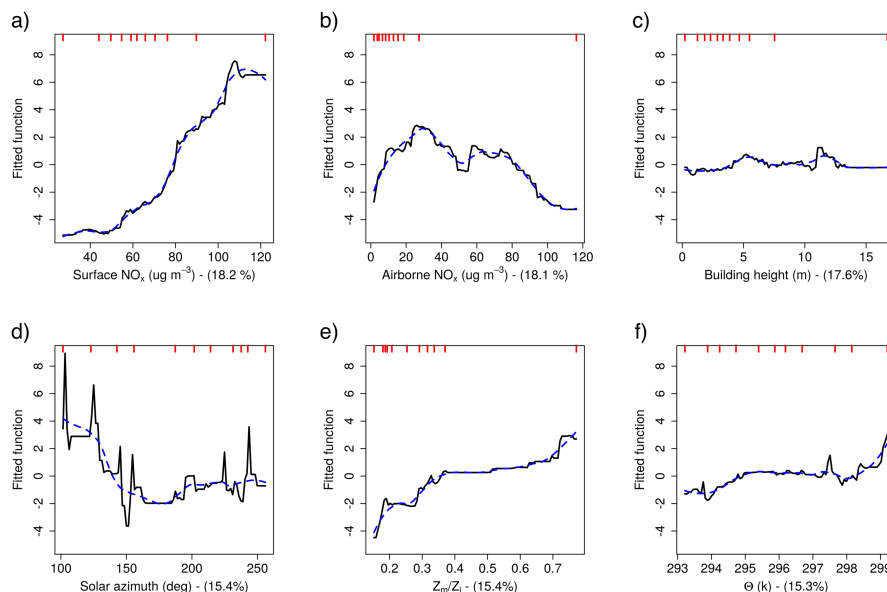 a)
b)
c)
Fitted function
-4 -2 0 2 4 6 8
40 60 80 100 120
Surface NOx (ug m−3) - (18.2 %)
Fitted function
-4 -2 0 2 4 6 8
0 20 40 60 80 100 120
Airborne NOx (ug m−3) - (18.1 %)
Fitted function
-4 -2 0 2 4 6 8
0 5 10 15
Building height (m) - (17.6%)
d)
e)
f)
Fitted function
-4 -2 0 2 4 6 8
100 150 200 250
Solar azimuth (deg) - (15.4%)
Fitted function
-4 -2 0 2 4 6 8
0.2 0.3 0.4 0.5 0.6 0.7
Zm/Zi - (15.4%)
Fitted function
-4 -2 0 2 4 6 8
293 294 295 296 297 298 299
Θ (k) - (15.3%)